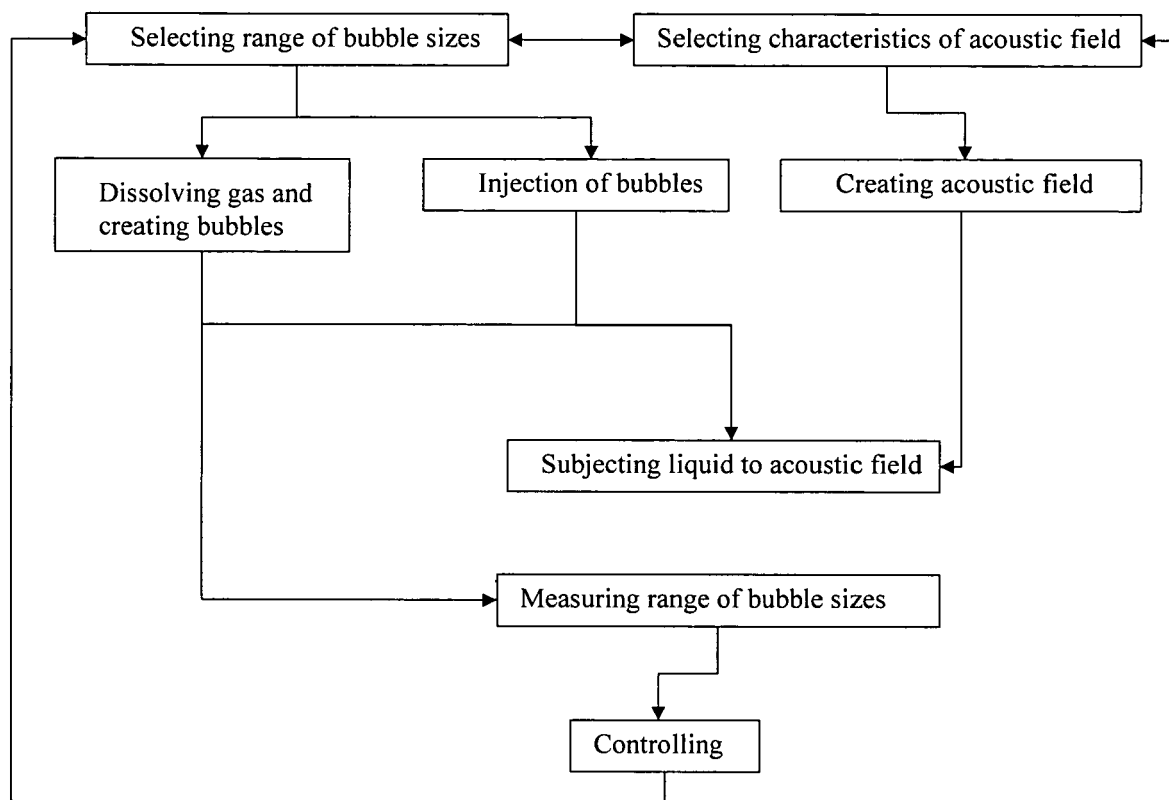 Selecting range of bubble sizes
Selecting characteristics of acoustic field
Dissolving gas and
creating bubbles
Injection of bubbles
Creating acoustic field
Subjecting liquid to acoustic field
Measuring range of bubble sizes
Controlling